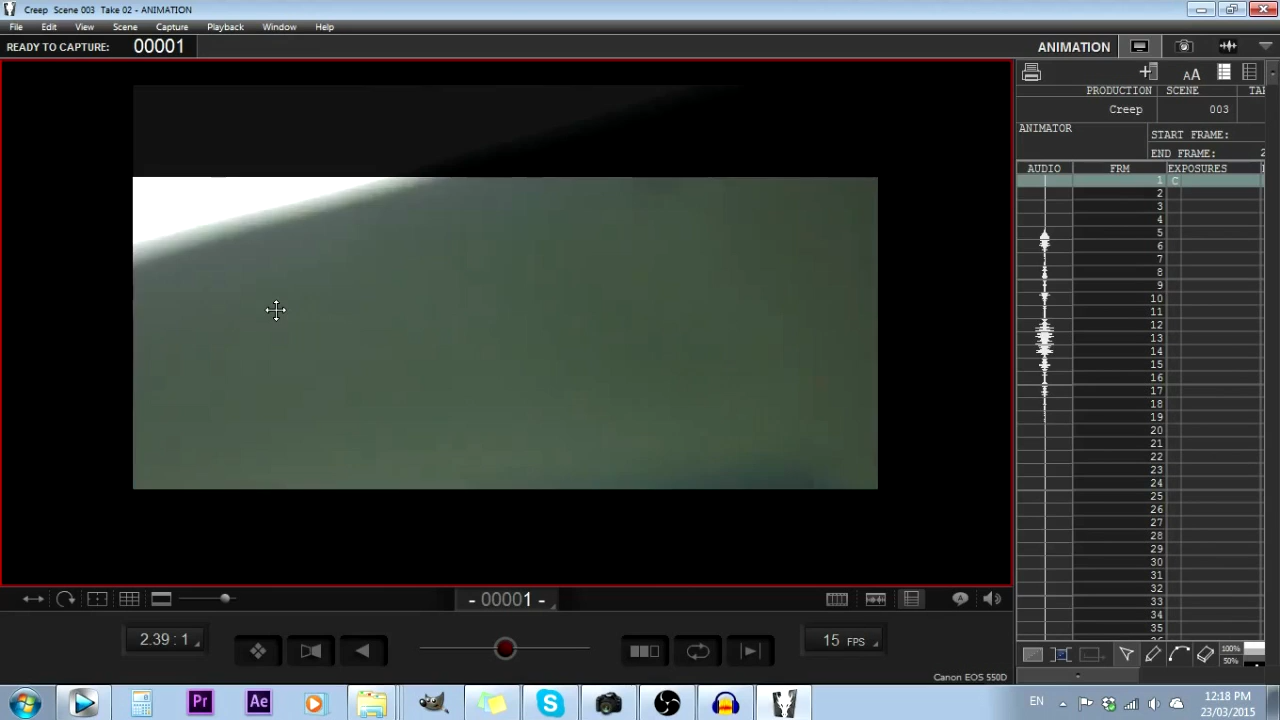 Creep Scene 003 Take 02 - ANIMATION
File Edit View Scene Capture Playback Window Help
READY TO CAPTURE: 00001
ANIMATION
AA
PRODUCTION SCENE
Creep 003
ANIMATOR
START FRAME:
END FRAME: 2
AUDIO FRM EXPOSURES
1 C
2
3
4
5
6
7
8
9
10
11
12
13
14
15
16
17
18
19
20
21
22
23
24
25
26
27
28
29
30
31
32
33
34
35
- 00001 -
2.39 : 1
15 FPS
100%
50%
Canon EOS 550D
Pr Ae
EN
12:18 PM
23/03/2015